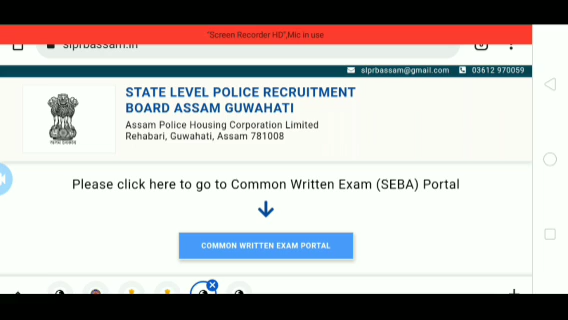 "Screen Recorder HD",Mic in use
slprbassam.in
slprbassam@gmail.com 03612 970059
STATE LEVEL POLICE RECRUITMENT
BOARD ASSAM GUWAHATI
Assam Police Housing Corporation Limited
Rehabari, Guwahati, Assam 781008
Please click here to go to Common Written Exam (SEBA) Portal
COMMON WRITTEN EXAM PORTAL